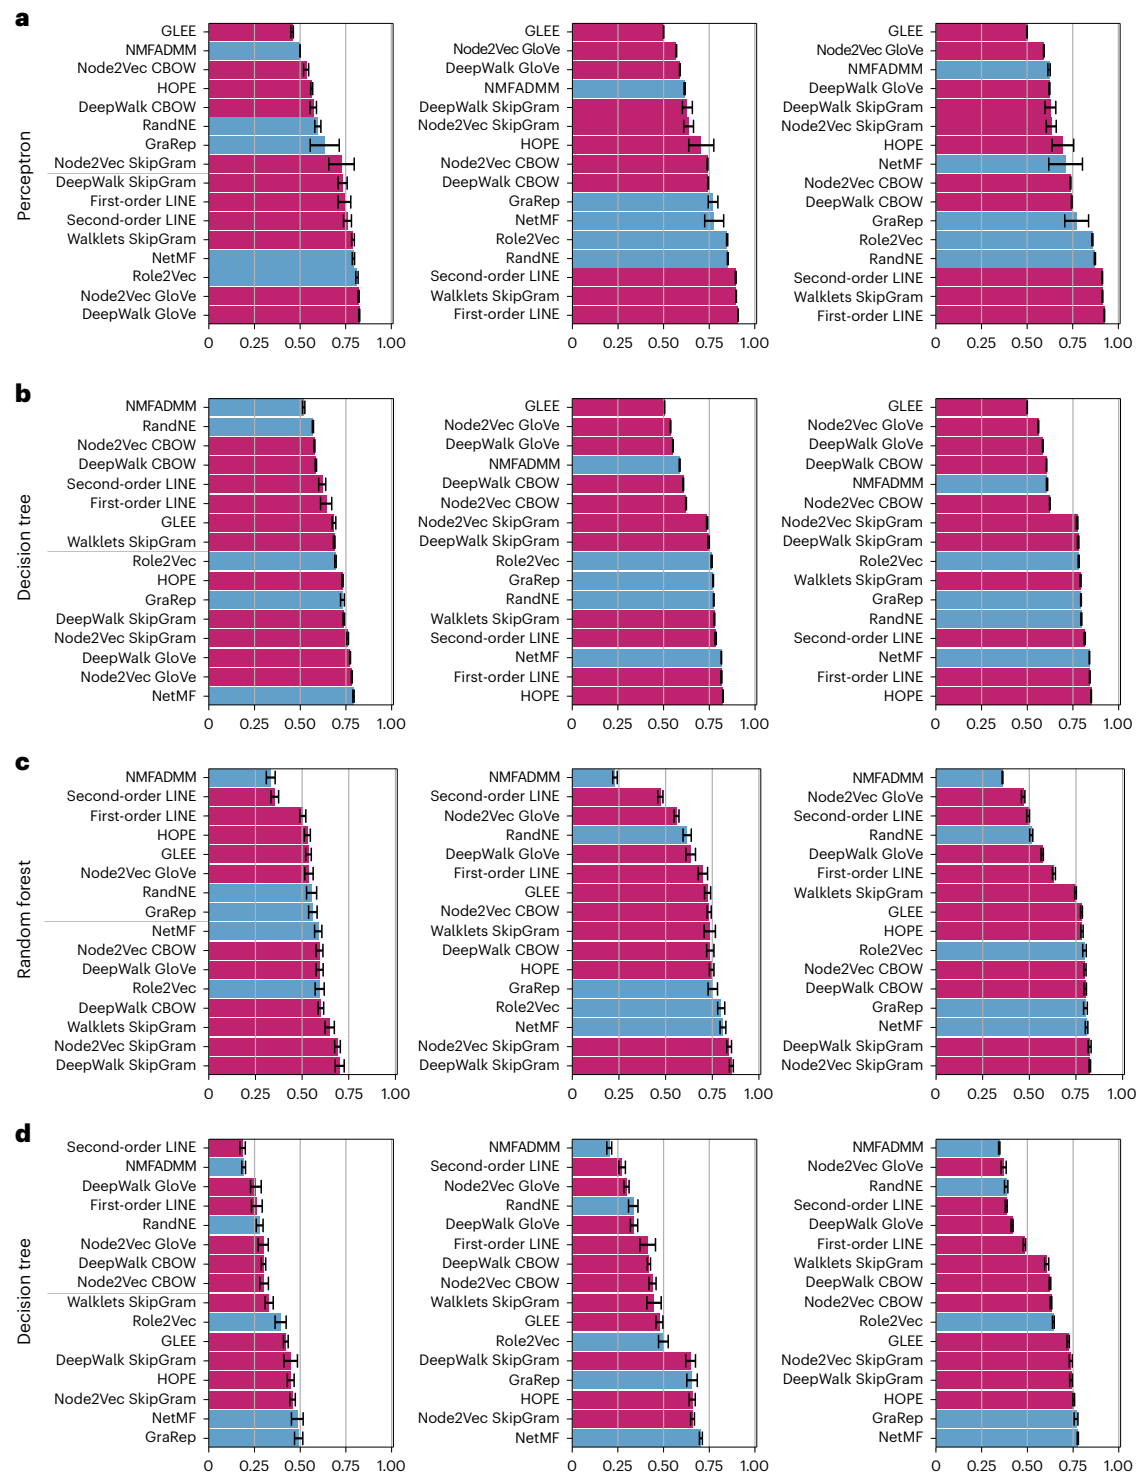 a
Perceptron
GLEE
NMFADMM
Node2Vec CBOW
HOPE
DeepWalk CBOW
RandNE
GraRep
Node2Vec SkipGram
DeepWalk SkipGram
First-order LINE
Second-order LINE
Walklets SkipGram
NetMF
Role2Vec
Node2Vec GloVe
DeepWalk GloVe
0 0.25 0.50 0.75 1.00
GLEE
Node2Vec GloVe
DeepWalk GloVe
NMFADMM
DeepWalk SkipGram
Node2Vec SkipGram
HOPE
Node2Vec CBOW
DeepWalk CBOW
GraRep
NetMF
Role2Vec
RandNE
Second-order LINE
Walklets SkipGram
First-order LINE
0 0.25 0.50 0.75 1.00
GLEE
Node2Vec GloVe
NMFADMM
DeepWalk GloVe
DeepWalk SkipGram
Node2Vec SkipGram
HOPE
NetMF
Node2Vec CBOW
DeepWalk CBOW
GraRep
Role2Vec
RandNE
Second-order LINE
Walklets SkipGram
First-order LINE
0 0.25 0.50 0.75 1.00
b
Decision tree
NMFADMM
RandNE
Node2Vec CBOW
DeepWalk CBOW
Second-order LINE
First-order LINE
GLEE
Walklets SkipGram
Role2Vec
HOPE
GraRep
DeepWalk SkipGram
Node2Vec SkipGram
DeepWalk GloVe
Node2Vec GloVe
NetMF
0 0.25 0.50 0.75 1.00
GLEE
Node2Vec GloVe
DeepWalk GloVe
NMFADMM
DeepWalk CBOW
Node2Vec CBOW
Node2Vec SkipGram
DeepWalk SkipGram
Role2Vec
GraRep
RandNE
Walklets SkipGram
Second-order LINE
NetMF
First-order LINE
HOPE
0 0.25 0.50 0.75 1.00
GLEE
Node2Vec GloVe
DeepWalk GloVe
DeepWalk CBOW
NMFADMM
Node2Vec CBOW
Node2Vec SkipGram
DeepWalk SkipGram
Role2Vec
Walklets SkipGram
GraRep
RandNE
Second-order LINE
NetMF
First-order LINE
HOPE
0 0.25 0.50 0.75 1.00
c
Random forest
NMFADMM
Second-order LINE
First-order LINE
HOPE
GLEE
Node2Vec GloVe
RandNE
GraRep
NetMF
Node2Vec CBOW
DeepWalk GloVe
Role2Vec
DeepWalk CBOW
Walklets SkipGram
Node2Vec SkipGram
DeepWalk SkipGram
0 0.25 0.50 0.75 1.00
NMFADMM
Second-order LINE
Node2Vec GloVe
RandNE
DeepWalk GloVe
First-order LINE
GLEE
Node2Vec CBOW
Walklets SkipGram
DeepWalk CBOW
HOPE
GraRep
Role2Vec
NetMF
Node2Vec SkipGram
DeepWalk SkipGram
0 0.25 0.50 0.75 1.00
NMFADMM
Node2Vec GloVe
Second-order LINE
RandNE
DeepWalk GloVe
First-order LINE
Walklets SkipGram
GLEE
HOPE
Role2Vec
Node2Vec CBOW
DeepWalk CBOW
GraRep
NetMF
DeepWalk SkipGram
Node2Vec SkipGram
0 0.25 0.50 0.75 1.00
d
Decision tree
Second-order LINE
NMFADMM
DeepWalk GloVe
First-order LINE
RandNE
Node2Vec GloVe
DeepWalk CBOW
Node2Vec CBOW
Walklets SkipGram
Role2Vec
GLEE
DeepWalk SkipGram
HOPE
Node2Vec SkipGram
NetMF
GraRep
0 0.25 0.50 0.75 1.00
NMFADMM
Second-order LINE
Node2Vec GloVe
RandNE
DeepWalk GloVe
First-order LINE
DeepWalk CBOW
Node2Vec CBOW
Walklets SkipGram
GLEE
Role2Vec
DeepWalk SkipGram
GraRep
HOPE
Node2Vec SkipGram
NetMF
0 0.25 0.50 0.75 1.00
NMFADMM
Node2Vec GloVe
RandNE
Second-order LINE
DeepWalk GloVe
First-order LINE
Walklets SkipGram
DeepWalk CBOW
Node2Vec CBOW
Role2Vec
GLEE
Node2Vec SkipGram
DeepWalk SkipGram
HOPE
GraRep
NetMF
0 0.25 0.50 0.75 1.00